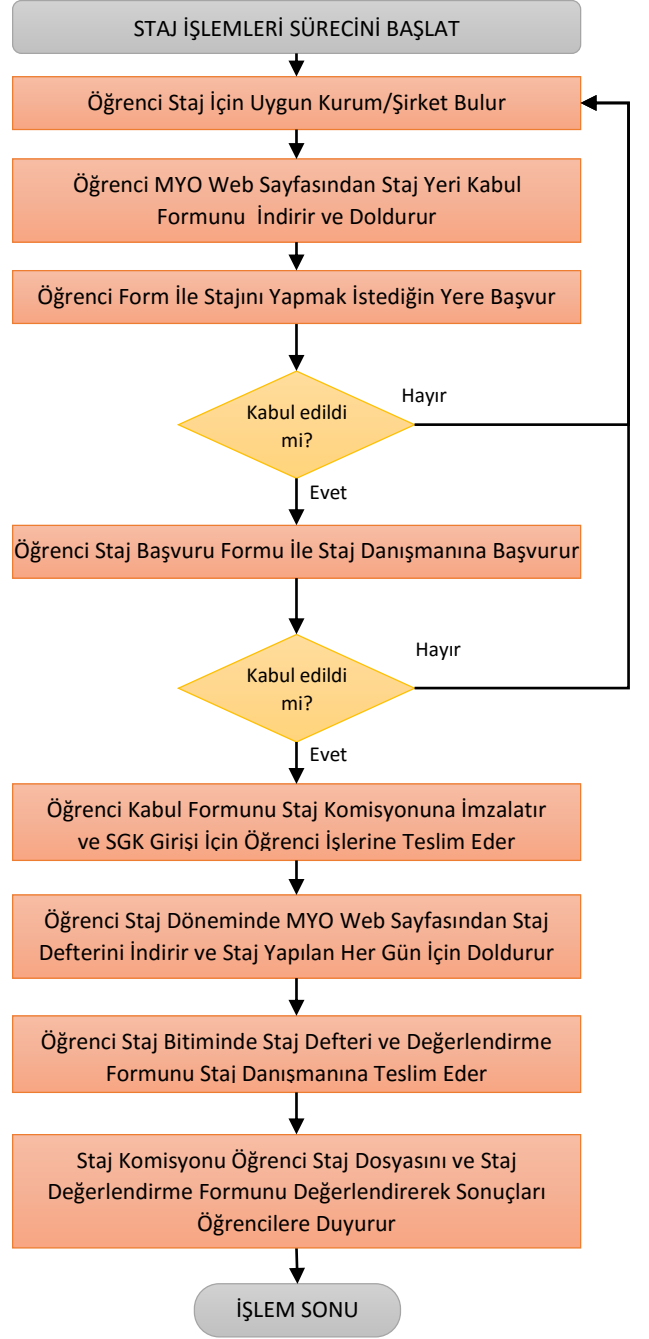 STAJ İŞLEMLERİ SÜRECİNİ BAŞLAT
Öğrenci Staj İçin Uygun Kurum/Şirket Bulur
Öğrenci MYO Web Sayfasından Staj Yeri Kabul
Formunu İndirir ve Doldurur
Öğrenci Form İle Stajını Yapmak İstediğin Yere Başvur
Kabul edildi
mi?
Hayır
Evet
Öğrenci Staj Başvuru Formu İle Staj Danışmanına Başvurur
Kabul edildi
mi?
Hayır
Evet
Öğrenci Kabul Formunu Staj Komisyonuna İmzalatır
ve SGK Girişi İçin Öğrenci İşlerine Teslim Eder
Öğrenci Staj Döneminde MYO Web Sayfasından Staj
Defterini İndirir ve Staj Yapılan Her Gün İçin Doldurur
Öğrenci Staj Bitiminde Staj Defteri ve Değerlendirme
Formunu Staj Danışmanına Teslim Eder
Staj Komisyonu Öğrenci Staj Dosyasını ve Staj
Değerlendirme Formunu Değerlendirerek Sonuçları
Öğrencilere Duyurur
İŞLEM SONU